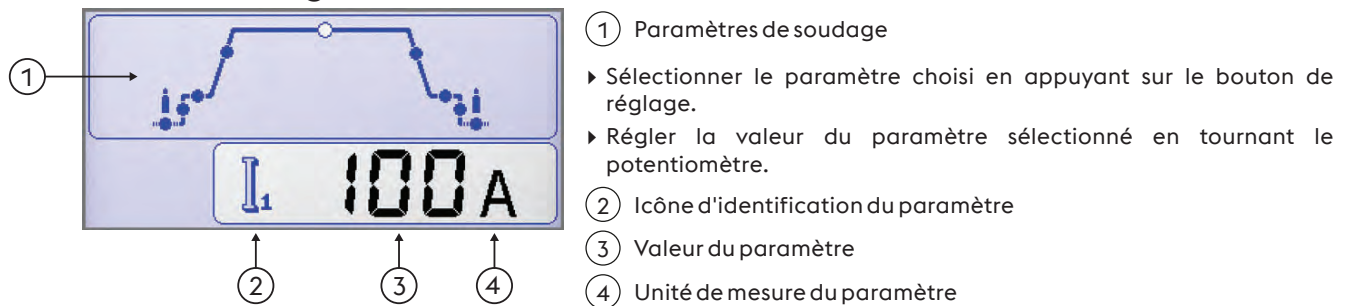 1
I1 100 A
2 3 4
1 Paramètres de soudage
Sélectionner le paramètre choisi en appuyant sur le bouton de
réglage.
Régler la valeur du paramètre sélectionné en tournant le
potentiomètre.
2 Icône d'identification du paramètre
3 Valeur du paramètre
4 Unité de mesure du paramètre